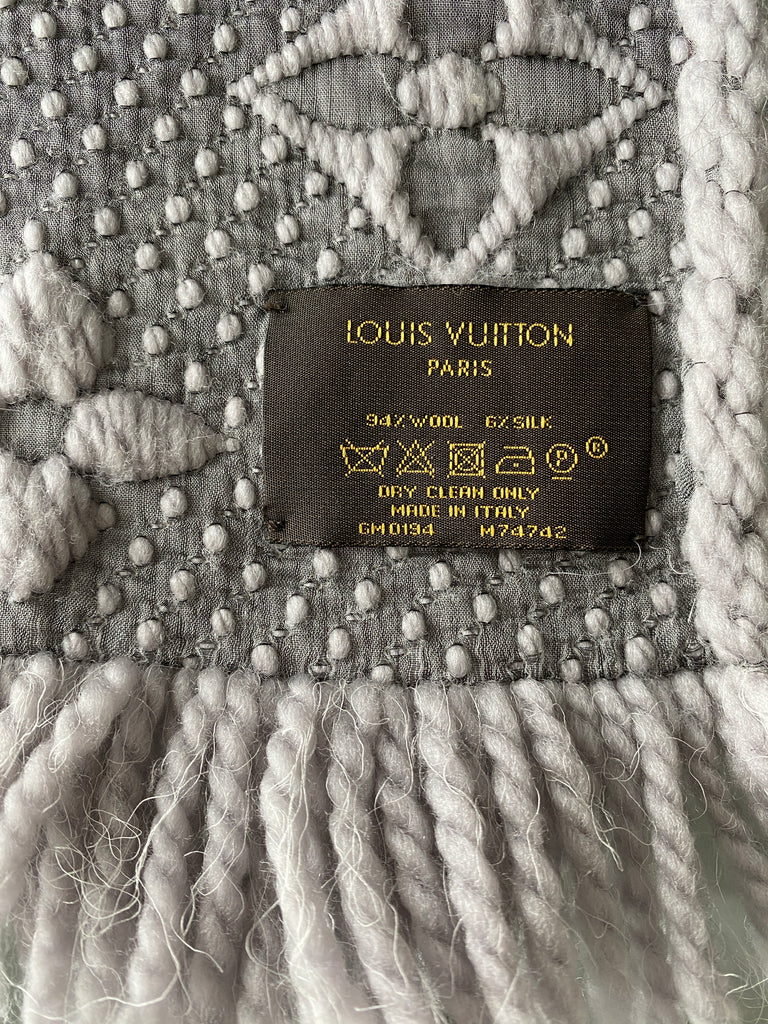 LOUIS VUITTON
PARIS
94% WOOL 6% SILK
P ®
DRY CLEAN ONLY
MADE IN ITALY
GM0194 M74742